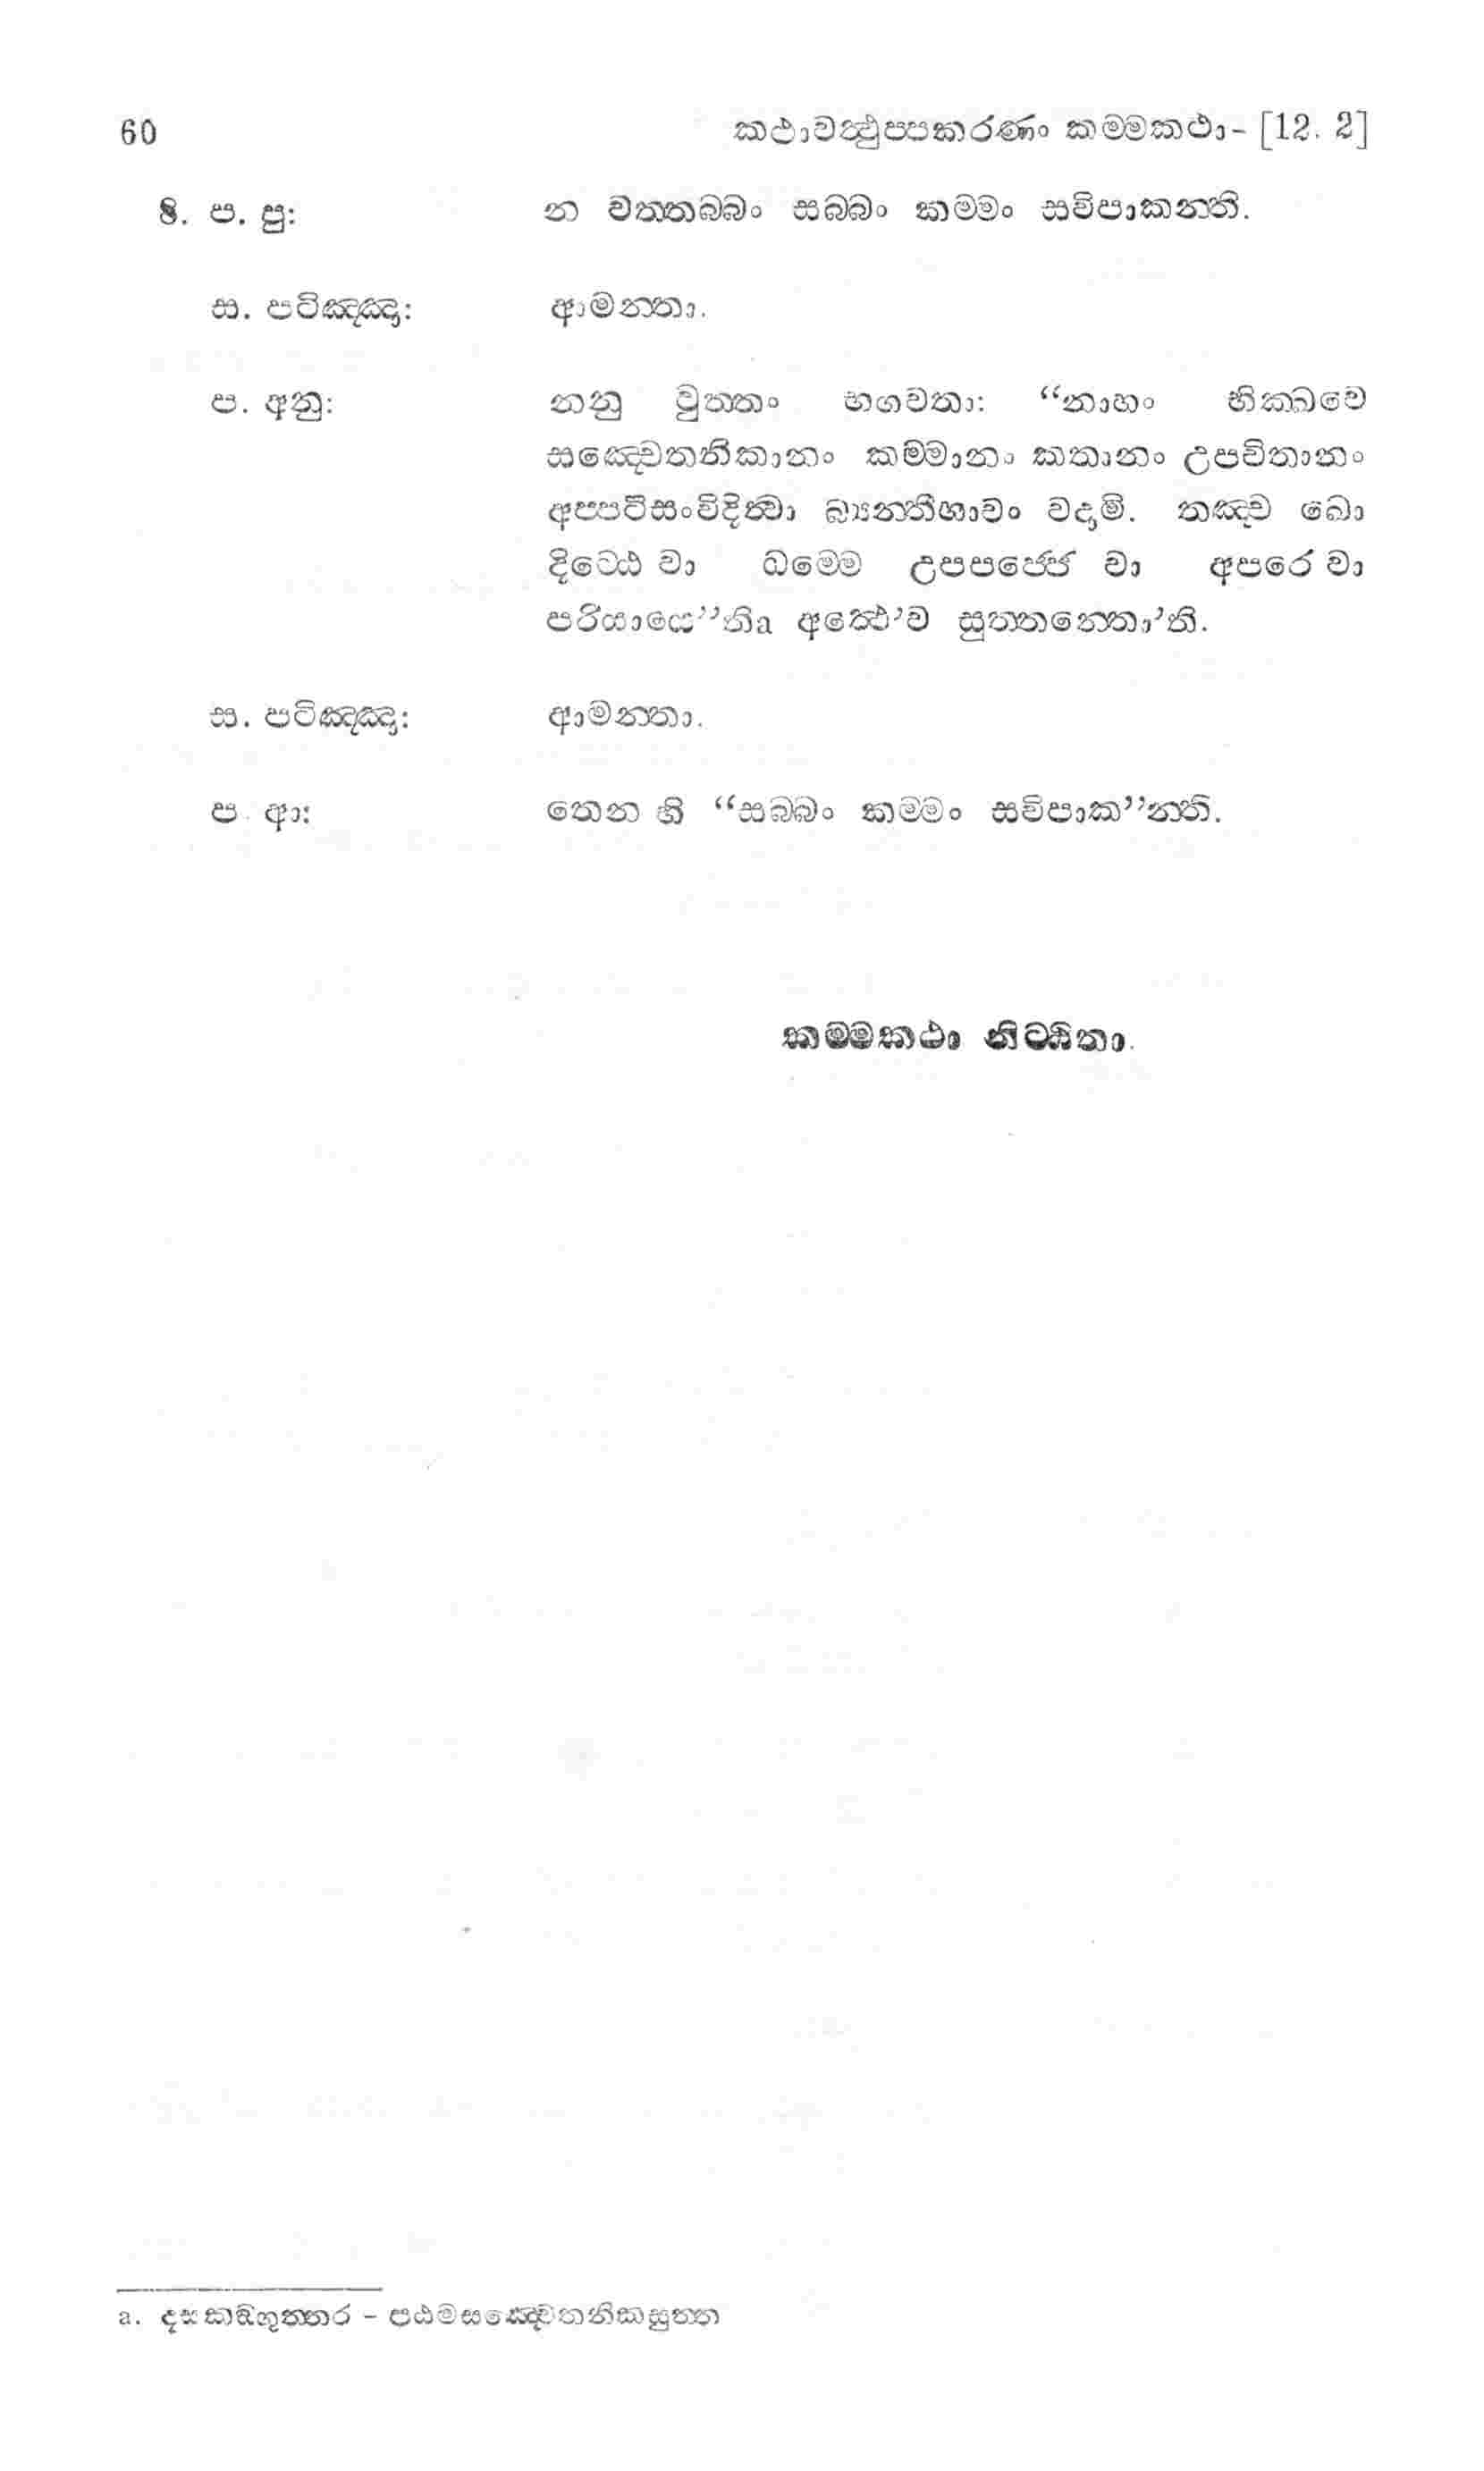 60 කථාවත්‍ථුප්පකරණං කම්මකථා- [12. 2]
8. ප. පු: න වත්තබ්බං සබ්බං කම්මං සවිපාකන්ති.
ස. පටිඤ්ඤා: ආමන්තා.
ප. අනු: නනු වුත්තං භගවතා: “නාහං භික්ඛවෙ
සඤ්චෙතනිකානං කම්මානං කතානං උපචිතානං
අප්පටිසංවිදිත්‍වා බ්‍යන්තීභාවං වදාමි. තඤ්ච ඛො
දිට්ඨෙ වා ධම්මෙ උපපජ්ජෙ වා අපරෙ වා
පරියායෙ”තිa අත්‍ථෙ’ව සුත්තන්තො’ති.
ස. පටිඤ්ඤා: ආමන්තා.
ප. ආ: තෙන හි “සබ්බං කම්මං සවිපාක”න්ති.
කම්මකථා නිට්ඨිතා.
a. දසකඞ්ගුත්තර - පඨමසඤ්චෙතනිකසුත්ත